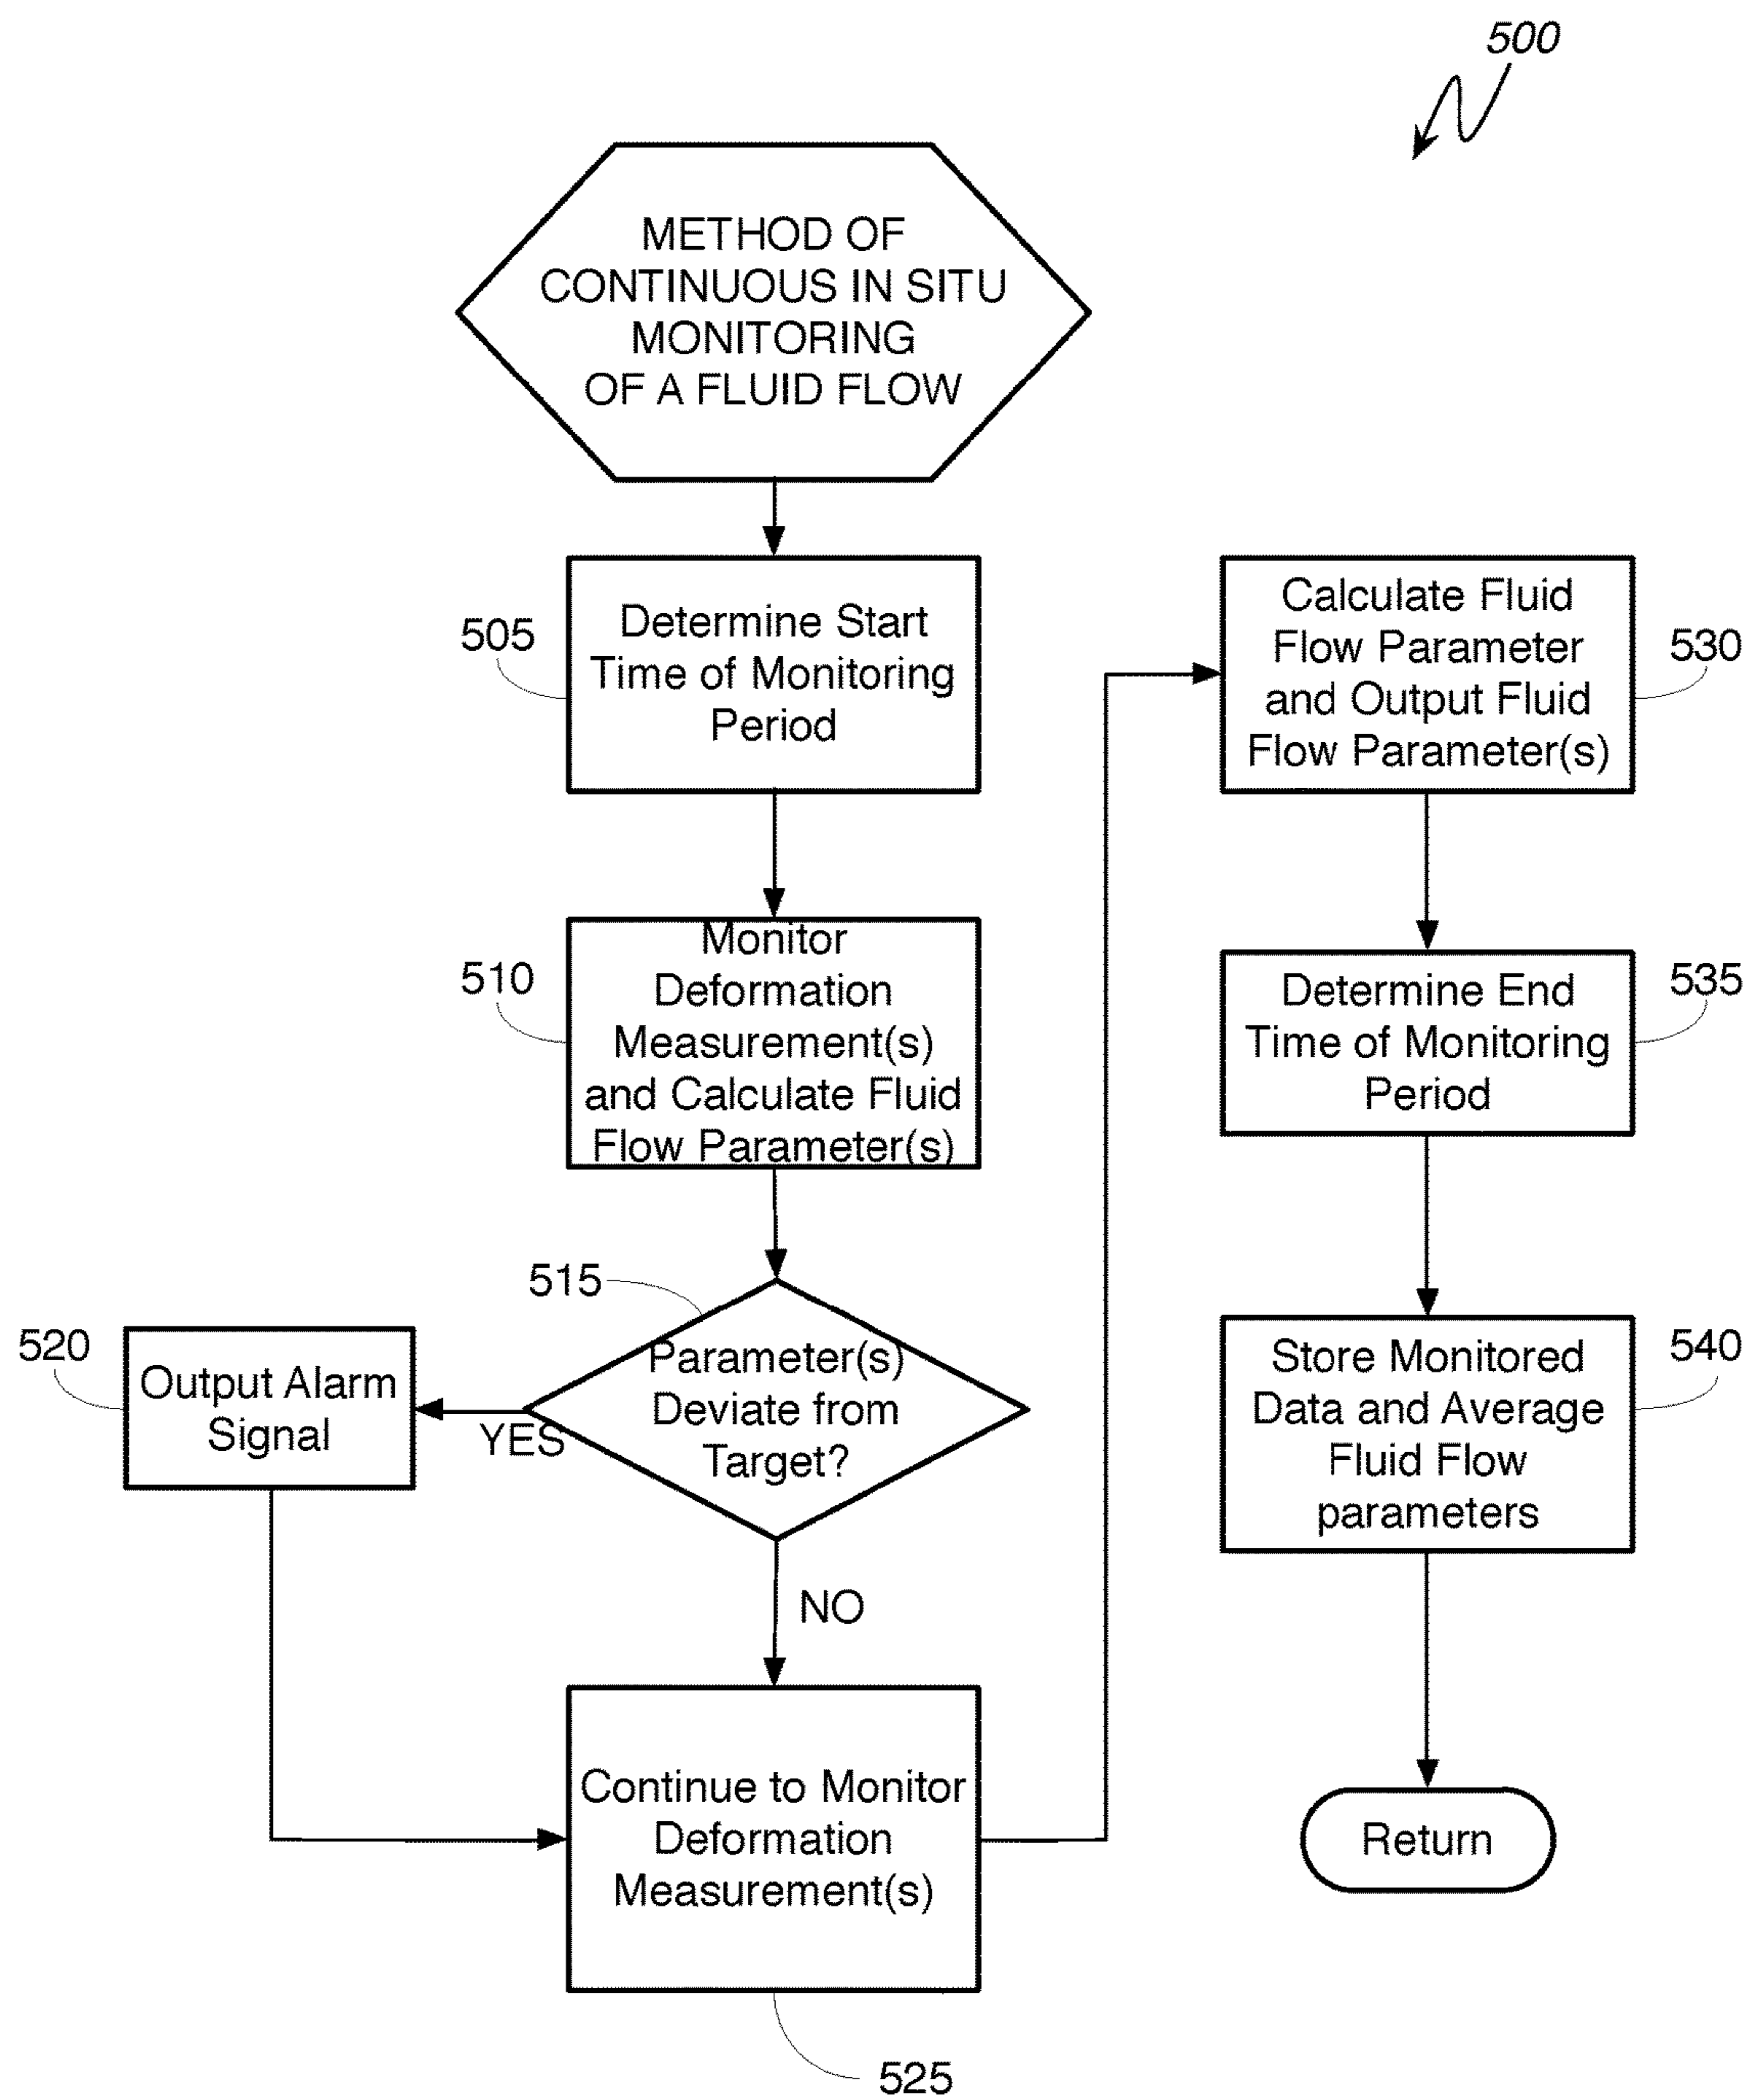 500
METHOD OF
CONTINUOUS IN SITU
MONITORING
OF A FLUID FLOW
505
Determine Start
Time of Monitoring
Period
510
Monitor
Deformation
Measurement(s)
and Calculate Fluid
Flow Parameter(s)
515
Parameter(s)
Deviate from
Target?
YES
520
Output Alarm
Signal
NO
Continue to Monitor
Deformation
Measurement(s)
525
Calculate Fluid
Flow Parameter
and Output Fluid
Flow Parameter(s)
530
Determine End
Time of Monitoring
Period
535
Store Monitored
Data and Average
Fluid Flow
parameters
540
Return